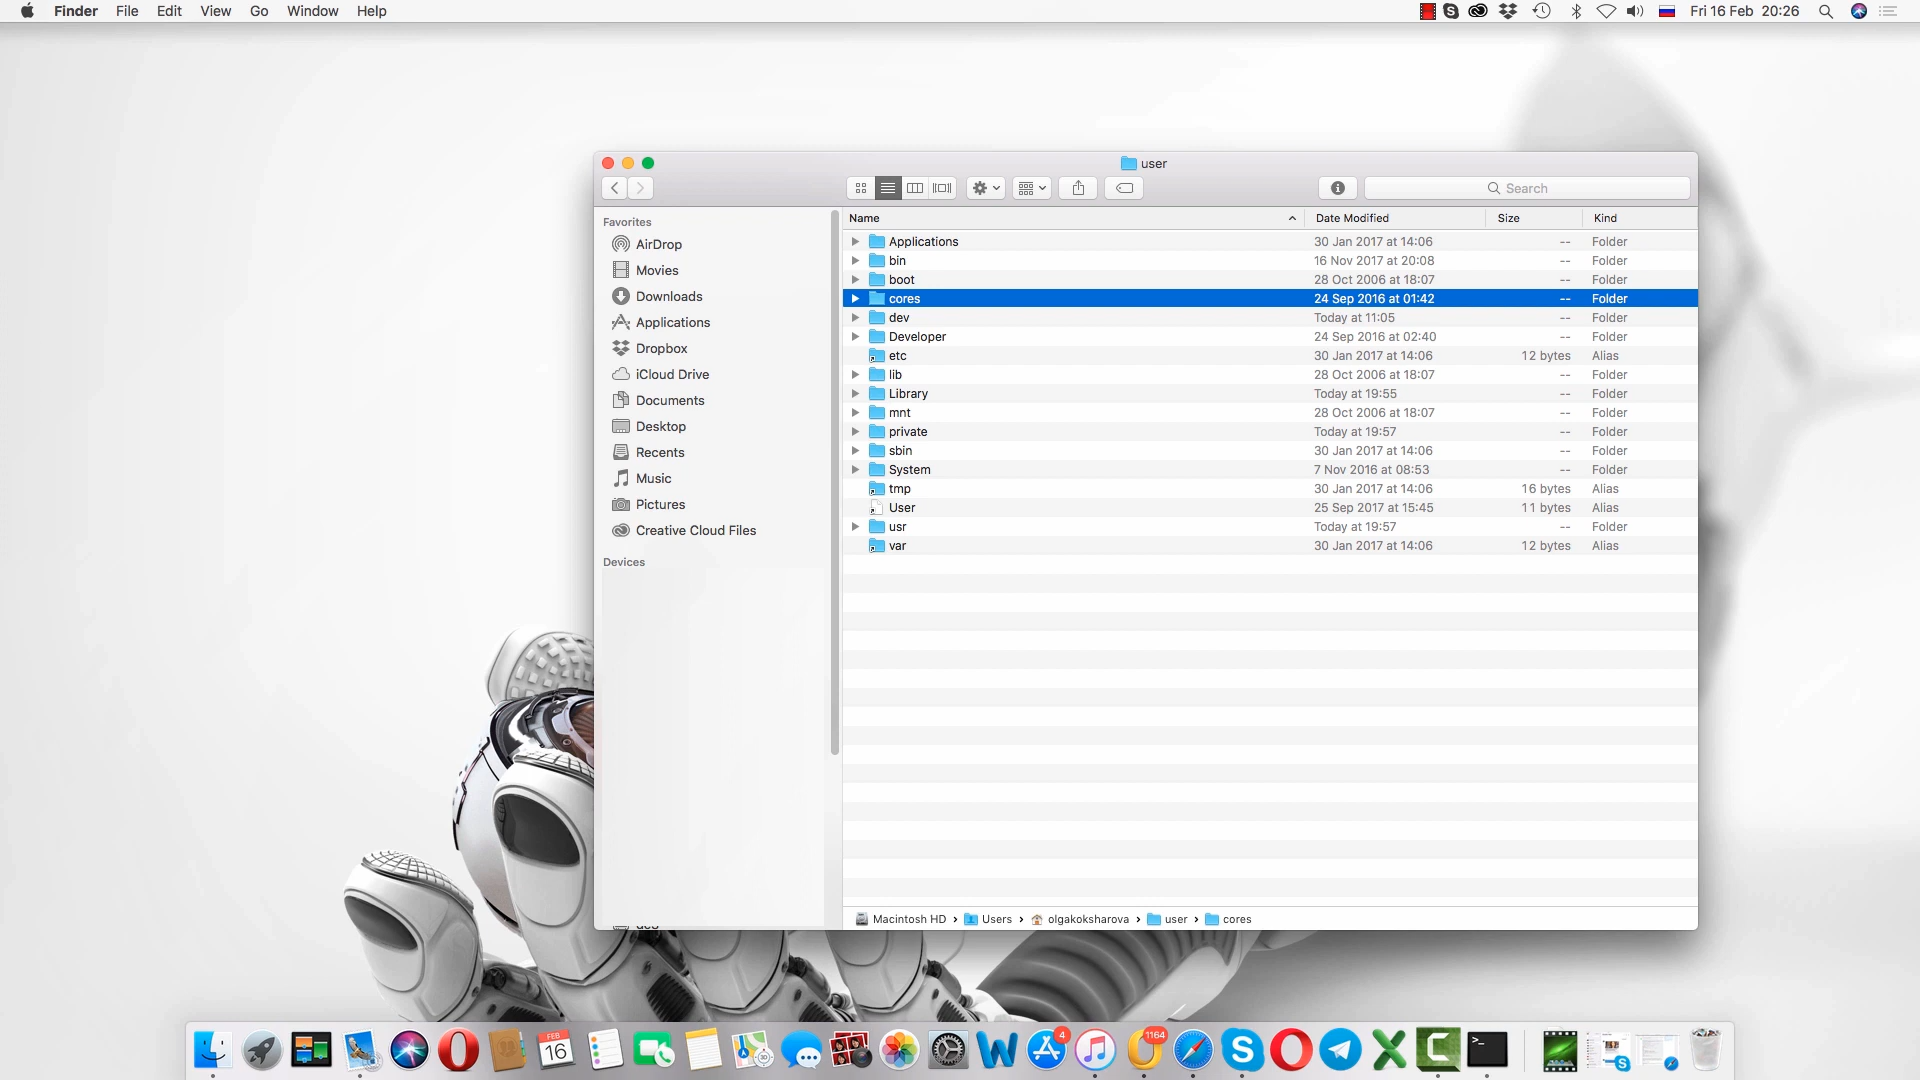 Finder File Edit View Go Window Help Fri 16 Feb 20:26
user
Search
Favorites
AirDrop
Movies
Downloads
Applications
Dropbox
iCloud Drive
Documents
Desktop
Recents
Music
Pictures
Creative Cloud Files
Devices
Name Date Modified Size Kind
Applications 30 Jan 2017 at 14:06 -- Folder
bin 16 Nov 2017 at 20:08 -- Folder
boot 28 Oct 2006 at 18:07 -- Folder
cores 24 Sep 2016 at 01:42 -- Folder
dev Today at 11:05 -- Folder
Developer 24 Sep 2016 at 02:40 -- Folder
etc 30 Jan 2017 at 14:06 12 bytes Alias
lib 28 Oct 2006 at 18:07 -- Folder
Library Today at 19:55 -- Folder
mnt 28 Oct 2006 at 18:07 -- Folder
private Today at 19:57 -- Folder
sbin 30 Jan 2017 at 14:06 -- Folder
System 7 Nov 2016 at 08:53 -- Folder
tmp 30 Jan 2017 at 14:06 16 bytes Alias
User 25 Sep 2017 at 15:45 11 bytes Alias
usr Today at 19:57 -- Folder
var 30 Jan 2017 at 14:06 12 bytes Alias
Macintosh HD › Users › olgakoksharova › user › cores
FEB
16
4
1164